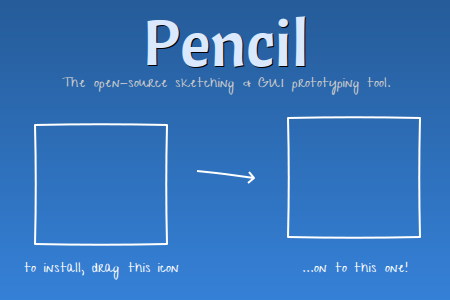 Pencil
The open-source sketching & GUI prototyping tool.
to install, drag this icon
...on to this one!